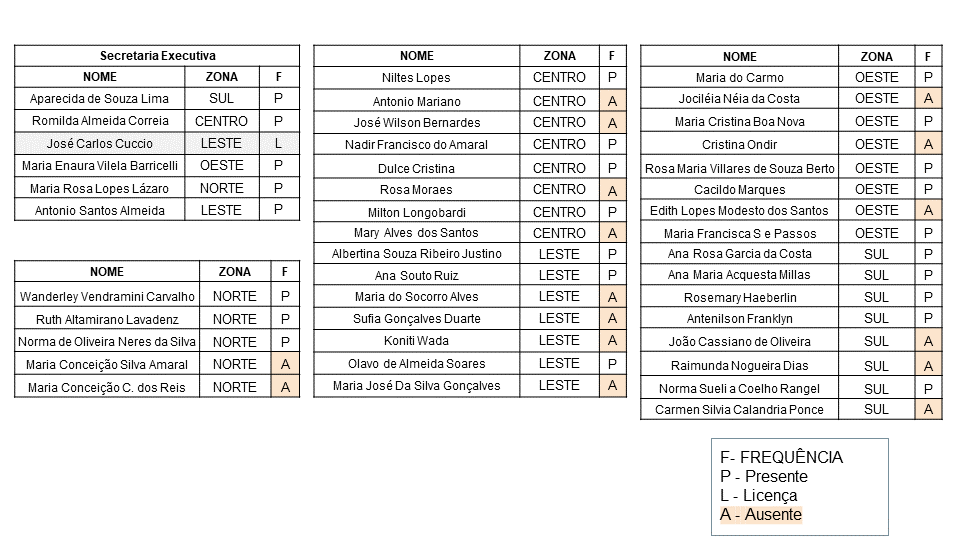 Secretaria Executiva
NOME ZONA F
Aparecida de Souza Lima SUL P
Romilda Almeida Correia CENTRO P
José Carlos Cuccio LESTE L
Maria Enaura Vilela Barricelli OESTE P
Maria Rosa Lopes Lázaro NORTE P
Antonio Santos Almeida LESTE P
NOME ZONA F
Wanderley Vendramini Carvalho NORTE P
Ruth Altamirano Lavadenz NORTE P
Norma de Oliveira Neres da Silva NORTE P
Maria Conceição Silva Amaral NORTE A
Maria Conceição C. dos Reis NORTE A
NOME ZONA F
Niltes Lopes CENTRO P
Antonio Mariano CENTRO A
José Wilson Bernardes CENTRO A
Nadir Francisco do Amaral CENTRO P
Dulce Cristina CENTRO P
Rosa Moraes CENTRO A
Milton Longobardi CENTRO P
Mary Alves dos Santos CENTRO A
Albertina Souza Ribeiro Justino LESTE P
Ana Souto Ruiz LESTE P
Maria do Socorro Alves LESTE A
Sufia Gonçalves Duarte LESTE A
Koniti Wada LESTE A
Olavo de Almeida Soares LESTE P
Maria José Da Silva Gonçalves LESTE A
NOME ZONA F
Maria do Carmo OESTE P
Jociléia Néia da Costa OESTE A
Maria Cristina Boa Nova OESTE P
Cristina Ondir OESTE A
Rosa Maria Villares de Souza Berto OESTE P
Cacildo Marques OESTE P
Edith Lopes Modesto dos Santos OESTE A
Maria Francisca S e Passos OESTE P
Ana Rosa Garcia da Costa SUL P
Ana Maria Acquesta Millas SUL P
Rosemary Haeberlin SUL P
Antenilson Franklyn SUL P
João Cassiano de Oliveira SUL A
Raimunda Nogueira Dias SUL A
Norma Sueli a Coelho Rangel SUL P
Carmen Silvia Calandria Ponce SUL A
F- FREQUÊNCIA
P - Presente
L - Licença
A - Ausente